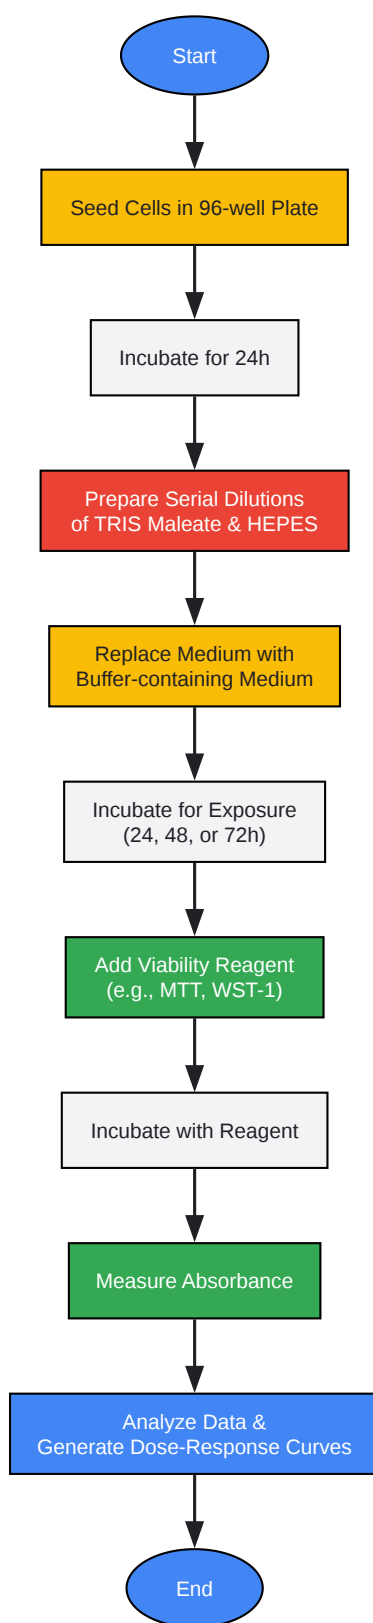 Start
Seed Cells in 96-well Plate
Incubate for 24h
Prepare Serial Dilutions
of TRIS Maleate & HEPES
Replace Medium with
Buffer-containing Medium
Incubate for Exposure
(24, 48, or 72h)
Add Viability Reagent
(e.g., MTT, WST-1)
Incubate with Reagent
Measure Absorbance
Analyze Data &
Generate Dose-Response Curves
End